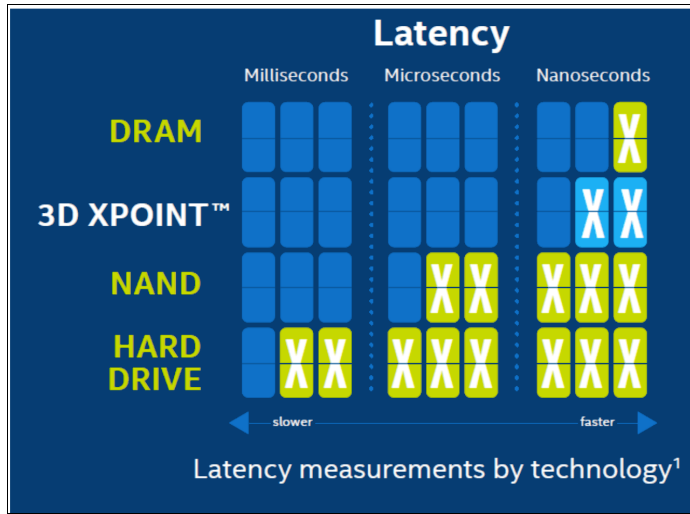 Latency
Milliseconds Microseconds Nanoseconds
DRAM X
3D XPOINT™ X X
NAND X X X X X
HARD DRIVE X X X X X X X X
slower faster
Latency measurements by technology¹